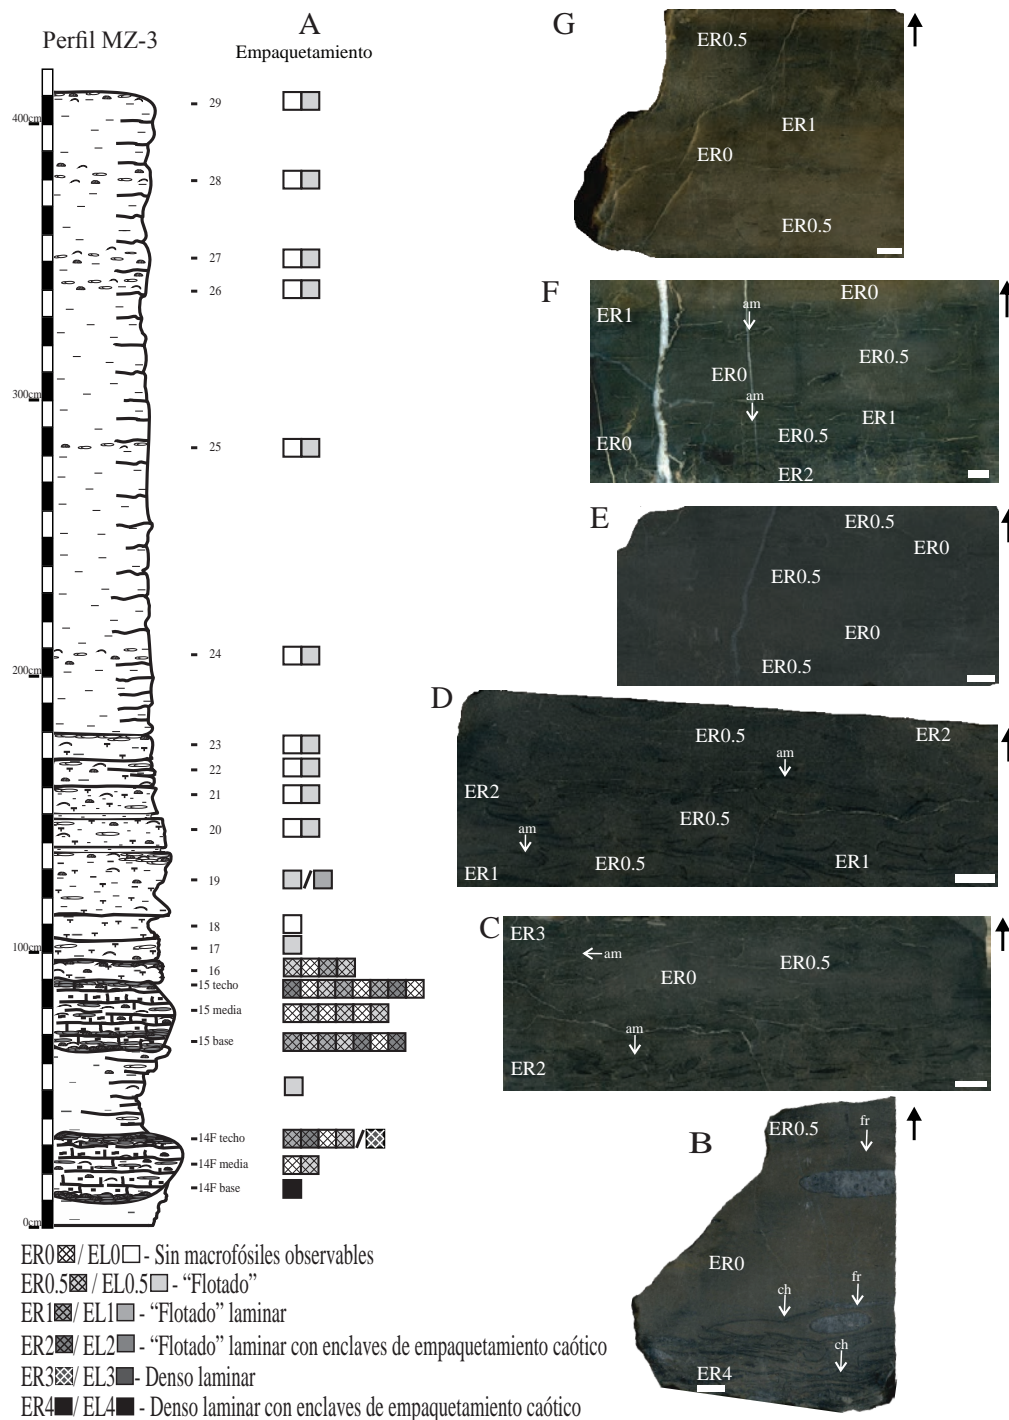 Perfil MZ-3
A
Empaquetamiento
400cm
300cm
200cm
100cm
0cm
29
28
27
26
25
24
23
22
21
20
19
/
18
17
16
15 techo
15 media
15 base
14F techo
/
14F media
14F base
G
ER0.5
ER1
ER0
ER0.5
F
ER0
ER1
am
ER0.5
ER0
am
ER1
ER0.5
ER0
ER2
E
ER0.5
ER0
ER0.5
ER0
ER0.5
D
ER0.5
ER2
am
ER2
ER0.5
am
ER0.5
ER1
ER1
C
ER3
am
ER0.5
ER0
am
ER2
B
ER0.5
fr
ER0
ch
fr
ch
ER4
ER0 / EL0 - Sin macrofósiles observables
ER0.5 / EL0.5 - “Flotado”
ER1 / EL1 - “Flotado” laminar
ER2 / EL2 - “Flotado” laminar con enclaves de empaquetamiento caótico
ER3 / EL3 - Denso laminar
ER4 / EL4 - Denso laminar con enclaves de empaquetamiento caótico